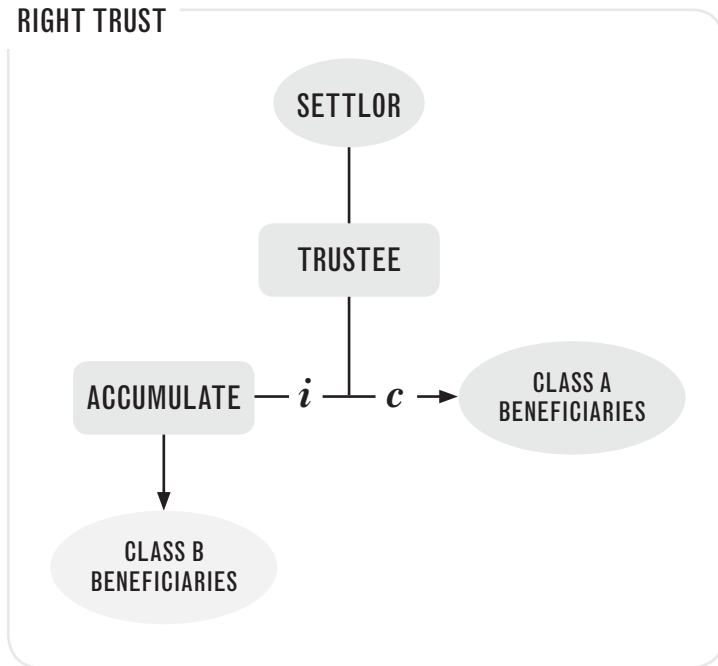 RIGHT TRUST
SETTLOR
TRUSTEE
ACCUMULATE
i
c
CLASS A
BENEFICIARIES
CLASS B
BENEFICIARIES